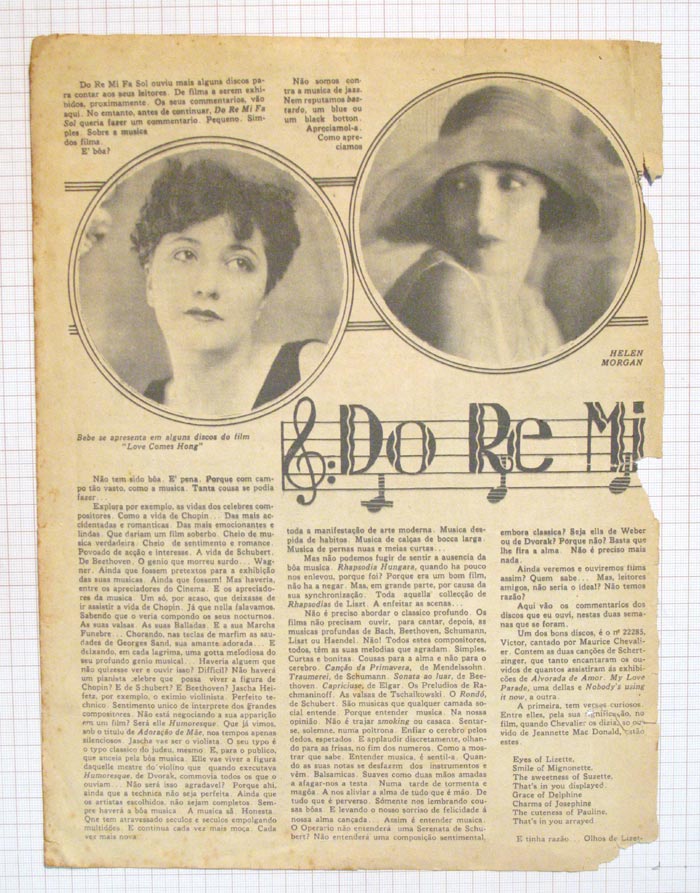 Do Re Mi Fa Sol ouviu mais alguns discos pa-
ra contar aos seus leitores. De films a serem exhi-
bidos, proximamente. Os seus commentarios, vão
aqui. No emtanto, antes de continuar, Do Re Mi Fa
Sol queria fazer um commentario. Pequeno. Sim-
ples. Sobre a musica
dos films.
E' bôa?
Não somos con-
tra a musica de jazz.
Nem reputamos bas-
tardo, um blue ou
um black botton.
Apreciamol-a.
Como apre-
ciamos
HELEN
MORGAN
Bebe se apresenta em alguns discos do film
"Love Comes Hong"
Do Re Mi
Não tem sido bôa. E' pena. Porque com cam-
po tão vasto, como a musica. Tanta cousa se podia
fazer...
Explora por exemplo, as vidas dos celebres com-
positores. Como a vida de Chopin... Das mais ac-
cidentadas e romanticas. Das mais emocionantes e
lindas. Que dariam um film soberbo. Cheio de mu-
sica verdadeira. Cheio de sentimento e romance.
Povoado de acção e interesse. A vida de Schubert.
De Beethoven. O genio que morreu surdo... Wag-
ner. Ainda que fossem pretextos para a exhibição
das suas musicas. Ainda que fossem! Mas haveria,
entre os apreciadores do Cinema. E os apreciado-
res da musica. Um só, por acaso, que deixasse de
ir assistir a vida de Chopin. Já que nella falavamos.
Sabendo que o veria compondo os seus nocturnos.
As suas valsas. As suas Balladas. E a sua Marcha
Funebre... Chorando, nas teclas de marfim as sau-
dades de Georges Sand, sua amante adorada... E
deixando, em cada lagrima, uma gotta melodiosa do
seu profundo genio musical... Haveria alguem que
não quizesse ver e ouvir isso? Difficil? Não haverá
um pianista celebre que possa viver a figura de
Chopin? E de Schubert? E Beethoven? Jascha Hei-
fetz, por exemplo, o eximio violinista. Perfeito te-
chnico. Sentimento unico de interprete dos grandes
compositores. Não está negociando a sua apparição
em um film? Será elle Humoresque. Que já vimos,
sob o titulo de Adoração de Mãe, nos tempos apenas
silenciosos. Jascha vae ser o violista. O seu typo é
o typo classico do judeu, mesmo. E, para o publico,
que anceia pela bôa musica. Elle vae viver a figura
daquelle mestre do violino que quando executava
Humoresque, de Dvorak, commovia todos os que o
ouviam... Não será isso agradavel? Porque ahi,
ainda que a technica não seja perfeita. Ainda que
os artistas escolhidos, não sejam completos. Sem-
pre haverá a bôa musica. A musica sã. Honesta.
Que tem atravessado seculos e seculos empolgando
multidões. E continua cada vez mais moça. Cada
vez mais nova.
toda a manifestação de arte moderna. Musica des-
pida de habitos. Musica de calças de bocca larga.
Musica de pernas nuas e meias curtas...
Mas não podemos fugir de sentir a ausencia da
bôa musica. Rhapsodia Hungara, quando ha pouco
nos enlevou, porque foi? Porque era um bom film,
não ha a negar. Mas, em grande parte, por causa da
sua synchronização. Toda aquella collecção de
Rhapsodias de Liszt. A enfeitar as scenas...
Não é preciso abordar o classico profundo. Os
films não precisam ouvir, para cantar, depois, as
musicas profundas de Bach, Beethoven, Schumann,
Liszt ou Haendel. Não! Todos estes compositores,
todos, têm as suas melodias que agradam. Simples.
Curtas e bonitas. Cousas para a alma e não para o
cerebro. Canção da Primavera, de Mendelssohn.
Traumerei, de Schumann. Sonata ao luar, de Bee-
thoven. Capricieuse, de Elgar. Os Preludios de Ra-
chmaninoff. As valsas de Tschaikowski. O Rondó,
de Schubert. São musicas que qualquer camada so-
cial entende. Porque entender musica. Na nossa
opinião. Não é trajar smoking ou casaca. Sentar-
se, solemne, numa poltrona. Enfiar o cerebro pelos
dedos, espetados. E applaudir discretamente, olhan-
do para as frisas, no fim dos numeros. Como a mos-
trar que sabe. Entender musica, é sentil-a. Quan-
do as suas notas se desfazem dos instrumentos e
vêm. Balsamicas. Suaves como duas mãos amadas
a afagar-nos a testa. Numa tarde de tormenta e
magôa. A nos alliviar a alma de tudo que é máo. De
tudo que é perverso. Sómente nos lembrando cou-
sas bôas. E levando o nosso sorriso de felicidade á
nossa alma cançada... Assim é entender musica.
O Operario não entenderá uma Serenata de Schu-
bert? Não entenderá uma composição sentimental,
embora classica? Seja ella de Weber
ou de Dvorak? Porque não? Basta que
lhe fira a alma. Não é preciso mais
nada.
Ainda veremos e ouviremos films
assim? Quem sabe... Mas, leitores
amigos, não seria o ideal? Não temos
razão?
Aqui vão os commentarios dos
discos que eu ouvi, nestas duas sema-
nas que se foram.
Um dos bons discos, é o nº 22285,
Victor, cantado por Maurice Chevali-
er. Contem as duas canções de Schert-
zinger, que tanto encantaram os ou-
vidos de quantos assistiram ás exhibi-
ções de Alvorada de Amor. My Love
Parade, uma dellas e Nobody's using
it now, a outra.
A primeira, tem versos curiosos.
Entre elles, pela sua significação, no
film, quando Chevalier os dizia, ao ou-
vido de Jeannette Mac Donald, estão
estes.
Eyes of Lizette,
Smile of Mignonette,
The sweetness of Suzette,
That's in you displayed.
Grace of Delphine
Charms of Josephine
The cuteness of Pauline.
That's in you arrayed.
E tinha razão... Olhos de Lizet-